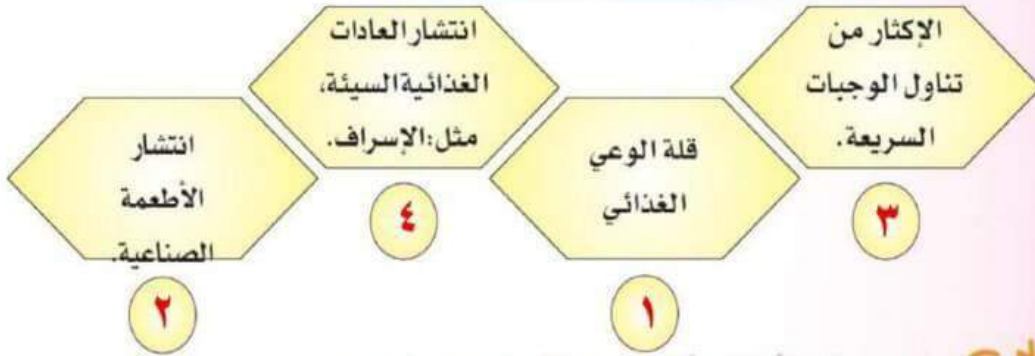 الإكثار من
تناول الوجبات
السريعة.
٣
قلة الوعي
الغذائي
١
انتشار العادات
الغذائية السيئة،
مثل:الإسراف.
٤
انتشار
الأطعمة
الصناعية.
٢